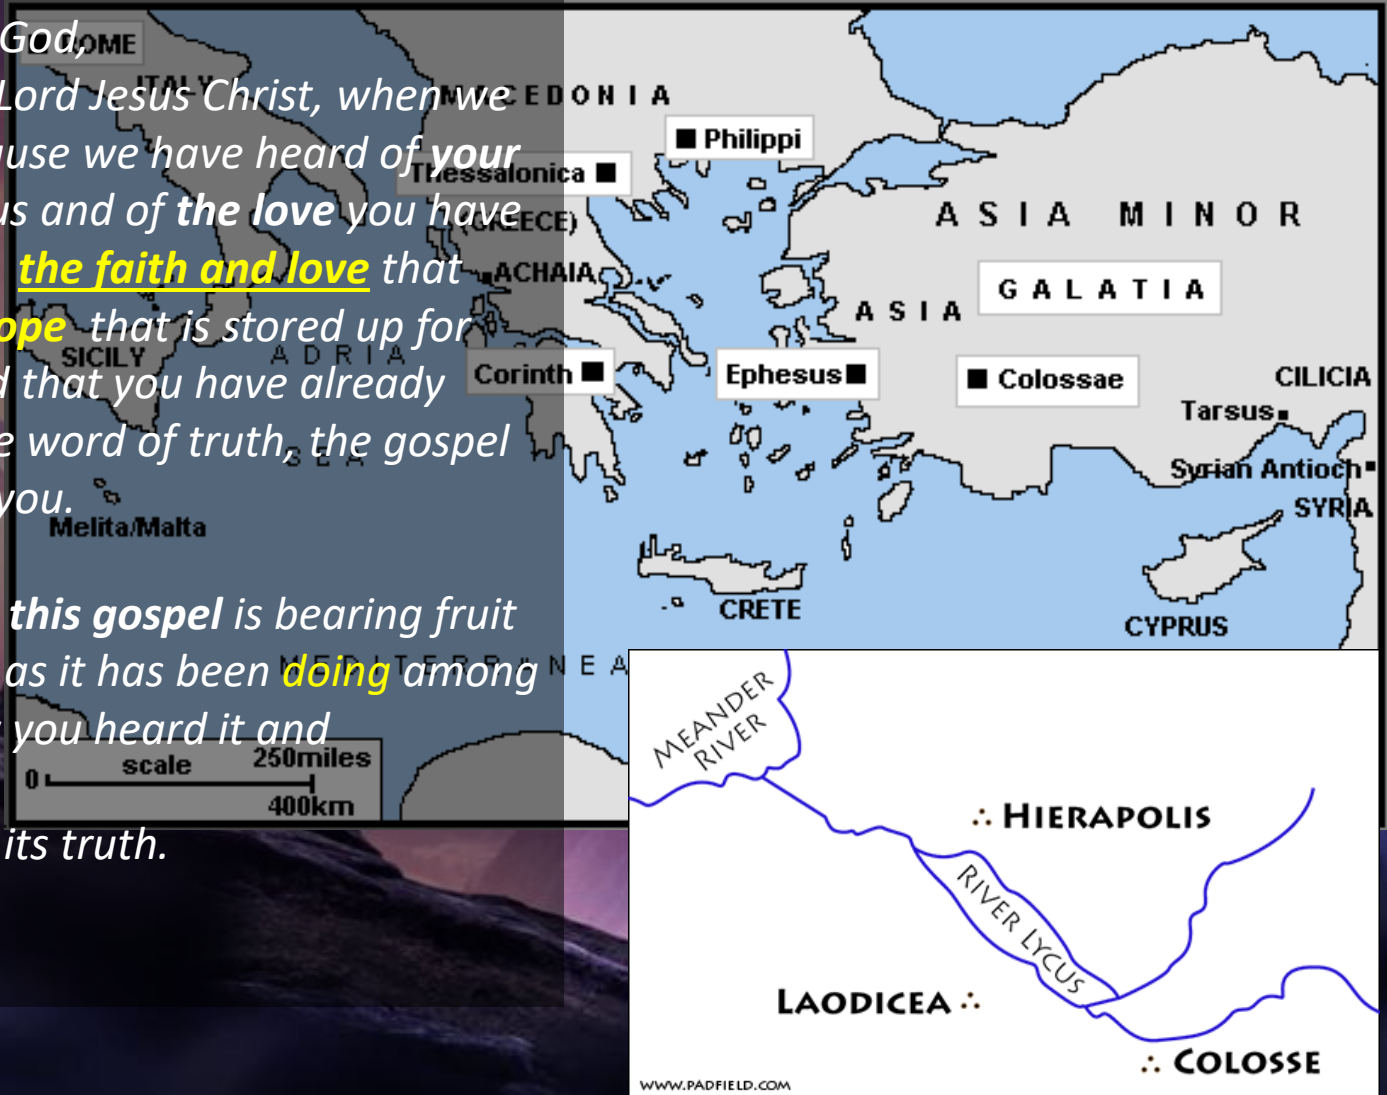 God,
Lord Jesus Christ, when we
ause we have heard of your
us and of the love you have
the faith and love that
ope that is stored up for
d that you have already
e word of truth, the gospel
you.
this gospel is bearing fruit
as it has been doing among
you heard it and
its truth.
ROME
ITALY
MACEDONIA
Philippi
Thessalonica
(GREECE)
ACHAIA
ASIA MINOR
GALATIA
ASIA
SICILY
ADRIA
SEA
Corinth
Ephesus
Colossae
CILICIA
Tarsus
Syrian Antioch
SYRIA
Melita/Malta
CRETE
CYPRUS
MEDITERRANEA
0 scale 250miles
400km
MEANDER
RIVER
HIERAPOLIS
RIVER LYCUS
LAODICEA
COLOSSE
WWW.PADFIELD.COM